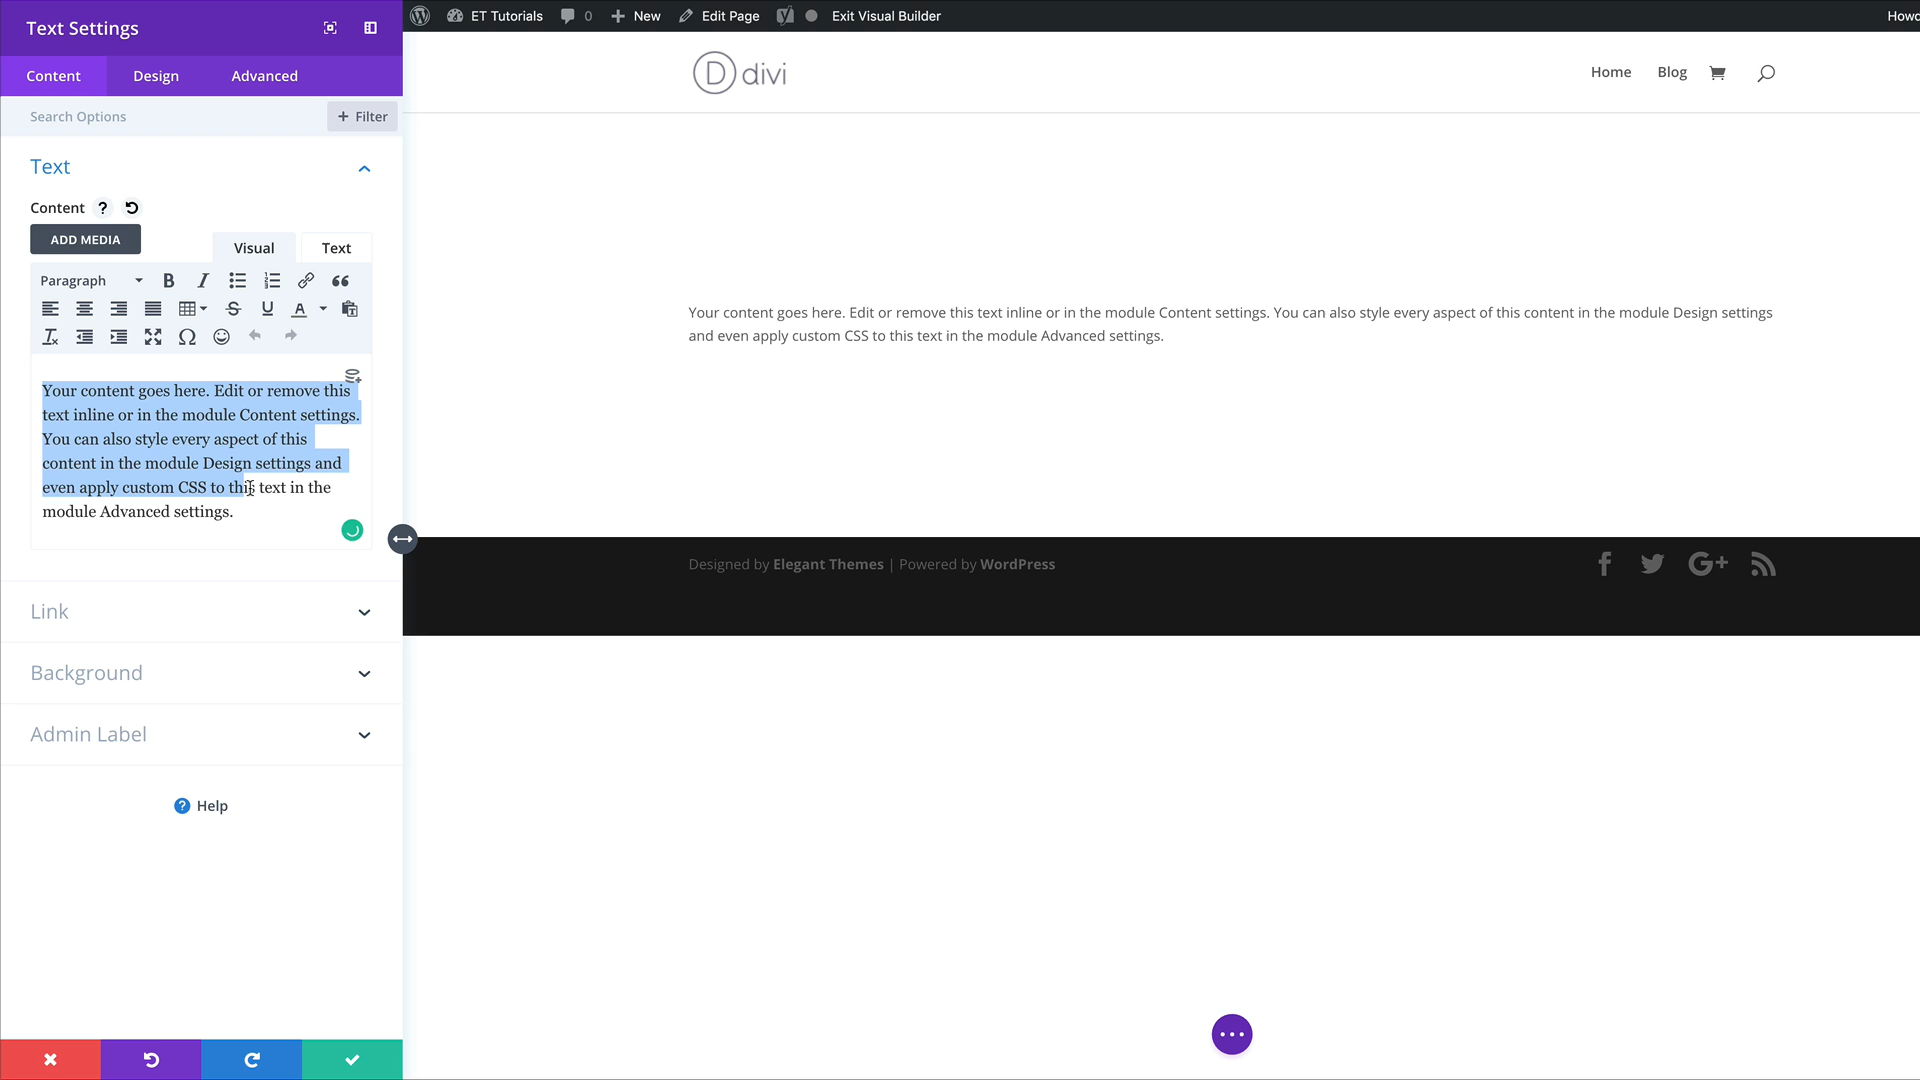 Text Settings
Content Design Advanced
Search Options
+ Filter
Text
Content ?
ADD MEDIA
Visual Text
Paragraph B I
U A
Your content goes here. Edit or remove this
text inline or in the module Content settings.
You can also style every aspect of this
content in the module Design settings and
even apply custom CSS to this text in the
module Advanced settings.
Link
Background
Admin Label
? Help
ET Tutorials 0 + New Edit Page Exit Visual Builder
Howd
D divi
Home Blog
Your content goes here. Edit or remove this text inline or in the module Content settings. You can also style every aspect of this content in the module Design settings
and even apply custom CSS to this text in the module Advanced settings.
Designed by Elegant Themes | Powered by WordPress
G+